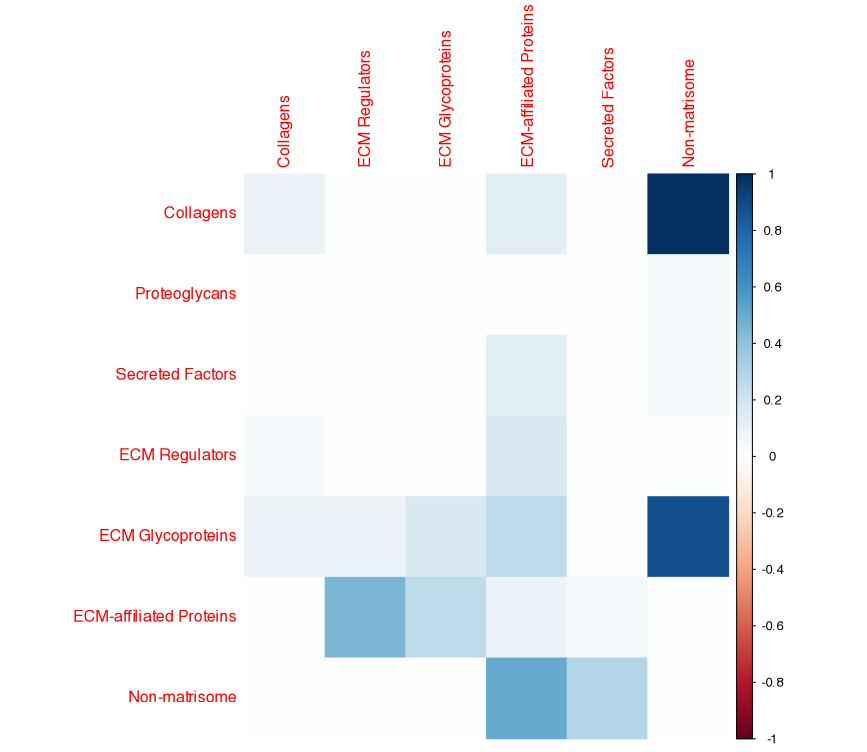 Collagens
ECM Regulators
ECM Glycoproteins
ECM-affiliated Proteins
Secreted Factors
Non-matrisome
Collagens
Proteoglycans
Secreted Factors
ECM Regulators
ECM Glycoproteins
ECM-affiliated Proteins
Non-matrisome
1
0.8
0.6
0.4
0.2
0
-0.2
-0.4
-0.6
-0.8
-1